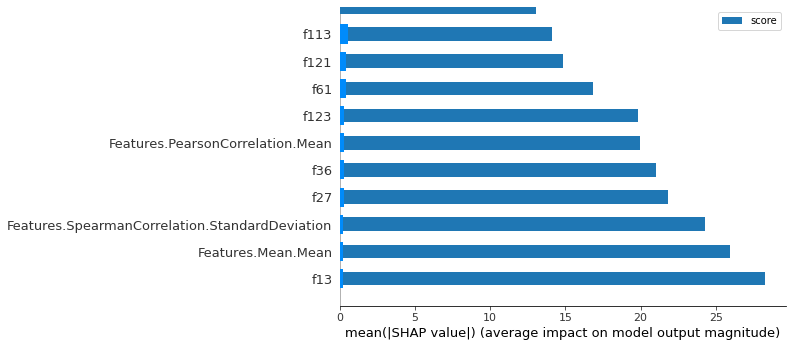 score
f113
f121
f61
f123
Features.PearsonCorrelation.Mean
f36
f27
Features.SpearmanCorrelation.StandardDeviation
Features.Mean.Mean
f13
0 5 10 15 20 25
mean(|SHAP value|) (average impact on model output magnitude)